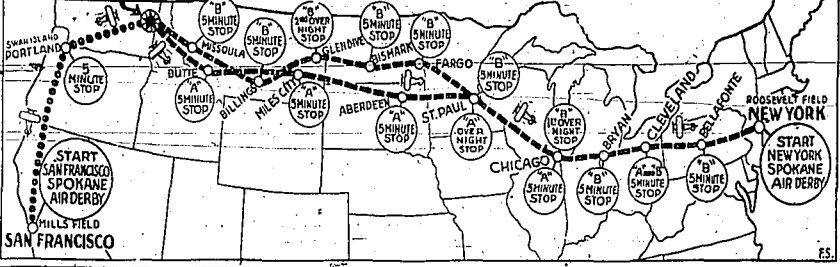 "B"
5 MINUTE
STOP
"B"
5 MINUTE
STOP
"B"
2ND OVER
NIGHT
STOP
"B"
5 MINUTE
STOP
"B"
5 MINUTE
STOP
SWAN ISLAND
PORTLAND
5
MINUTE
STOP
MISSOULA
BUTTE
"A"
5 MINUTE
STOP
BILLINGS
MILES CITY
"A"
5 MINUTE
STOP
GLENDIVE
BISMARK
FARGO
"B"
5 MINUTE
STOP
ABERDEEN
"A"
5 MINUTE
STOP
ST. PAUL
"A"
OVER
NIGHT
STOP
"B"
1ST OVER
NIGHT
STOP
CHICAGO
"A"
5 MINUTE
STOP
BRYAN
"B"
5 MINUTE
STOP
CLEVELAND
"A" AND B
5 MINUTE
STOP
BELLAFONTE
"B"
5 MINUTE
STOP
ROOSEVELT FIELD
NEW YORK
START
NEW YORK
SPOKANE
AIR DERBY
START
SAN FRANCISCO
SPOKANE
AIR DERBY
MILLS FIELD
SAN FRANCISCO
F.S.